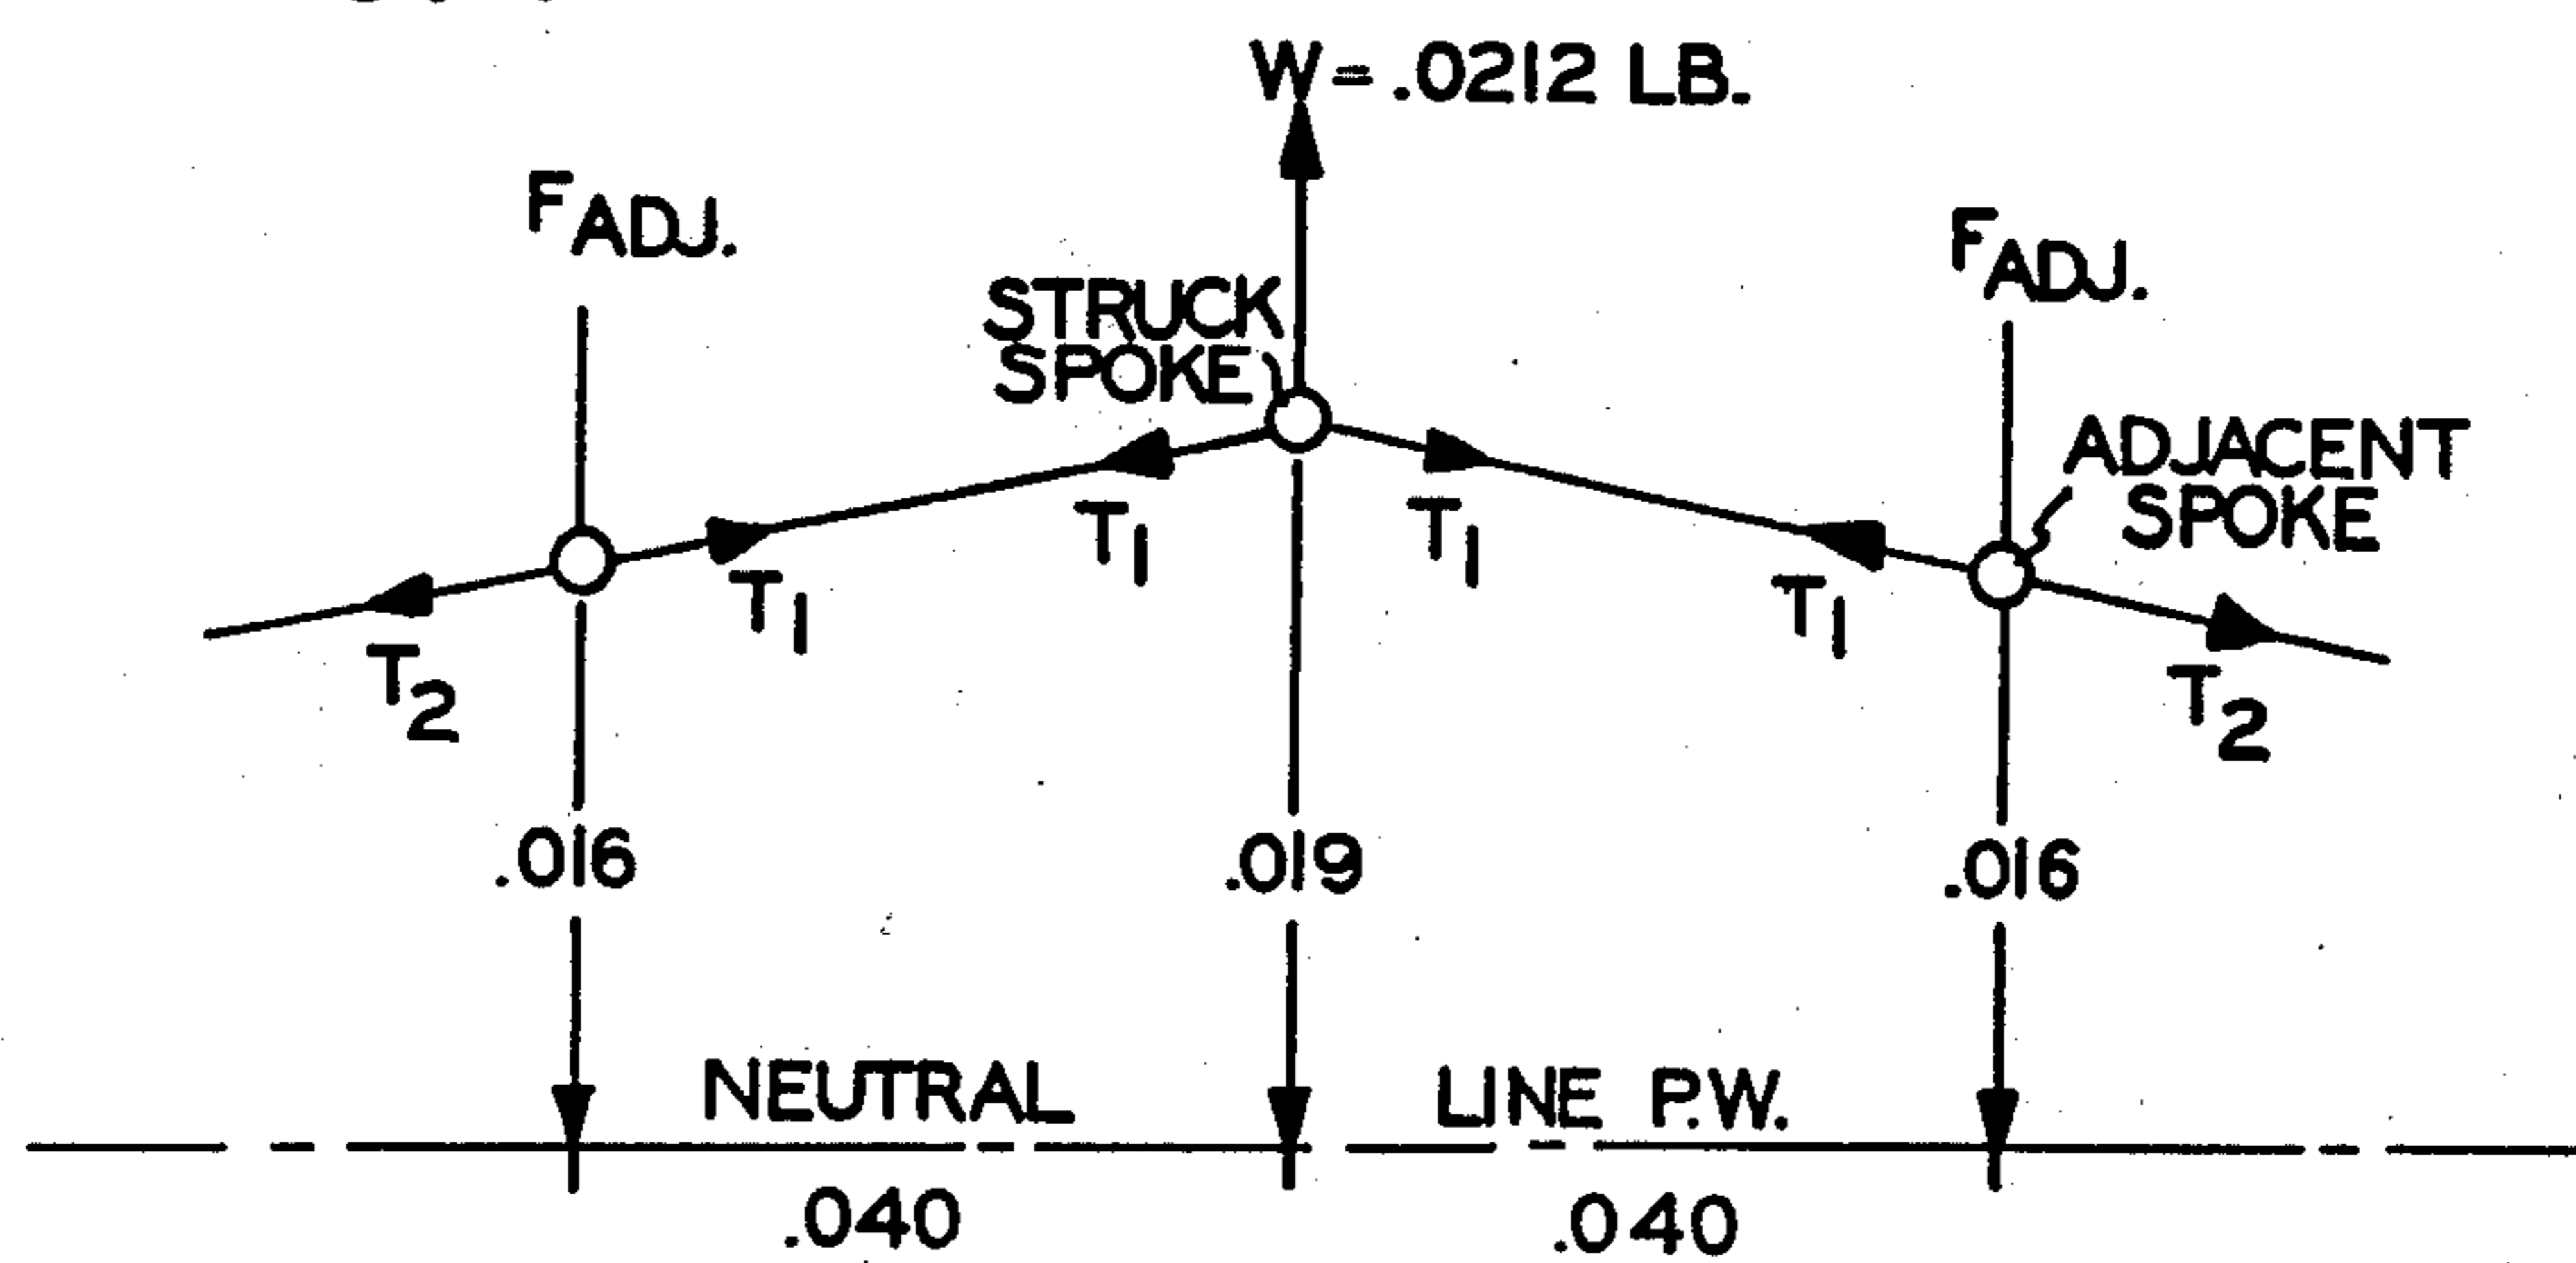 W = .0212 LB.
FADJ.
FADJ.
STRUCK
SPOKE
ADJACENT
SPOKE
T1
T1
T1
T1
T2
T2
.016
.019
.016
NEUTRAL LINE P.W.
.040
.040